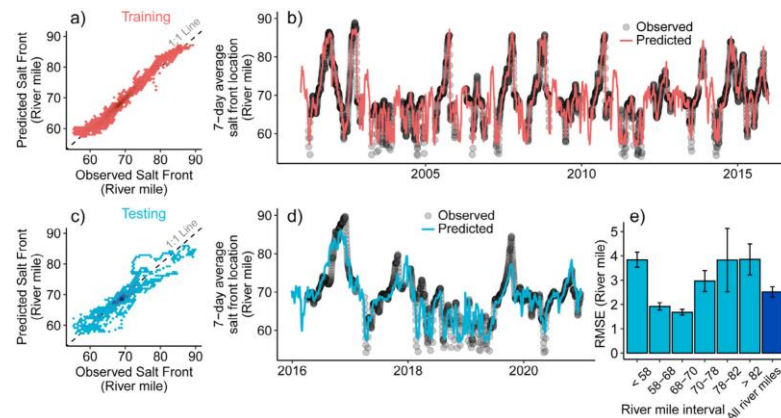 a)
Training
Predicted Salt Front
(River mile)
90
80
70
60
1:1 Line
60 70 80 90
Observed Salt Front
(River mile)
b)
7-day average
salt front location
90
80
70
60
Observed
Predicted
2005 2010 2015
c)
Testing
Predicted Salt Front
(River mile)
90
80
70
60
1:1 Line
60 70 80 90
Observed Salt Front
(River mile)
d)
7-day average
salt front location
90
80
70
60
Observed
Predicted
2016 2018 2020
e)
RMSE (River mile)
5
4
3
2
1
0
< 58
58-68
68-70
70-78
78-82
> 82
All river miles
River mile interval